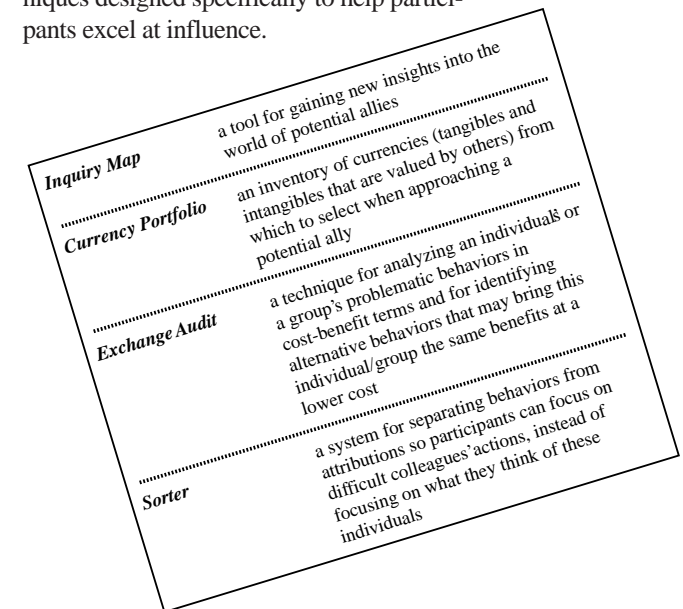 niques designed specifically to help partici-
pants excel at influence.
Inquiry Map
a tool for gaining new insights into the
world of potential allies
Currency Portfolio
an inventory of currencies (tangibles and
intangibles that are valued by others) from
which to select when approaching a
potential ally
Exchange Audit
a technique for analyzing an individual's or
a group's problematic behaviors in
cost-benefit terms and for identifying
alternative behaviors that may bring this
individual/group the same benefits at a
lower cost
Sorter
a system for separating behaviors from
attributions so participants can focus on
difficult colleagues' actions, instead of
focusing on what they think of these
individuals